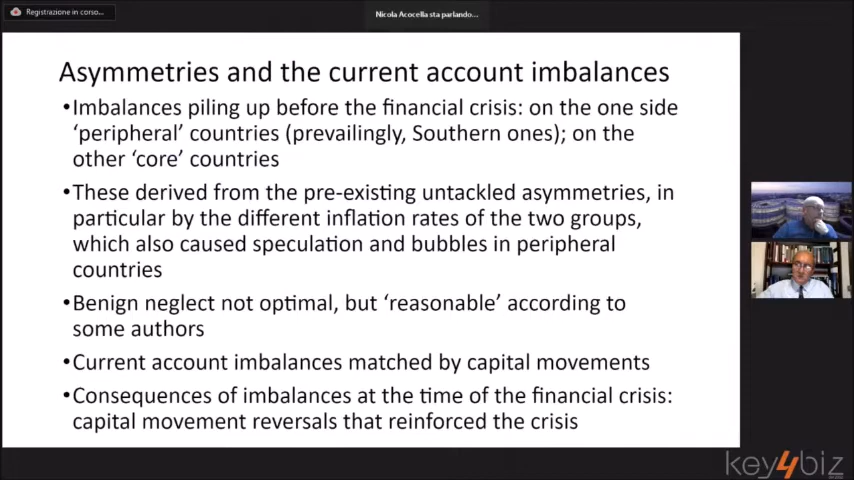 Registrazione in corso...
Nicola Acocella sta parlando...
Asymmetries and the current account imbalances
•Imbalances piling up before the financial crisis: on the one side
‘peripheral’ countries (prevailingly, Southern ones); on the
other ‘core’ countries
•These derived from the pre-existing untackled asymmetries, in
particular by the different inflation rates of the two groups,
which also caused speculation and bubbles in peripheral
countries
•Benign neglect not optimal, but ‘reasonable’ according to
some authors
•Current account imbalances matched by capital movements
•Consequences of imbalances at the time of the financial crisis:
capital movement reversals that reinforced the crisis
key4biz